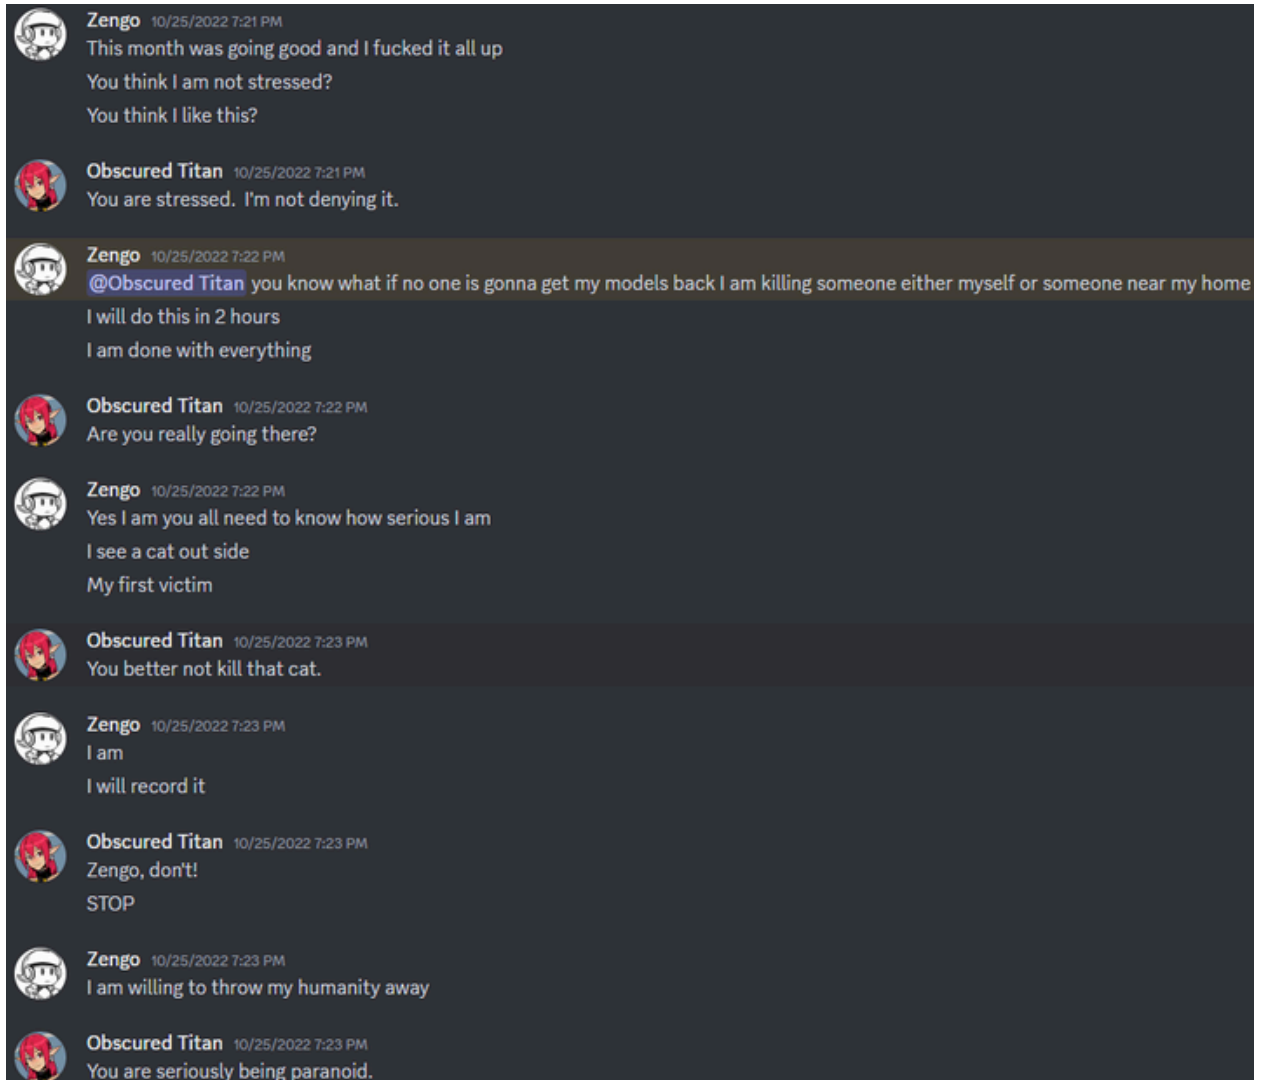 Zengo 10/25/2022 7:21 PM
This month was going good and I fucked it all up
You think I am not stressed?
You think I like this?
Obscured Titan 10/25/2022 7:21 PM
You are stressed. I'm not denying it.
Zengo 10/25/2022 7:22 PM
@Obscured Titan you know what if no one is gonna get my models back I am killing someone either myself or someone near my home
I will do this in 2 hours
I am done with everything
Obscured Titan 10/25/2022 7:22 PM
Are you really going there?
Zengo 10/25/2022 7:22 PM
Yes I am you all need to know how serious I am
I see a cat out side
My first victim
Obscured Titan 10/25/2022 7:23 PM
You better not kill that cat.
Zengo 10/25/2022 7:23 PM
I am
I will record it
Obscured Titan 10/25/2022 7:23 PM
Zengo, don't!
STOP
Zengo 10/25/2022 7:23 PM
I am willing to throw my humanity away
Obscured Titan 10/25/2022 7:23 PM
You are seriously being paranoid.